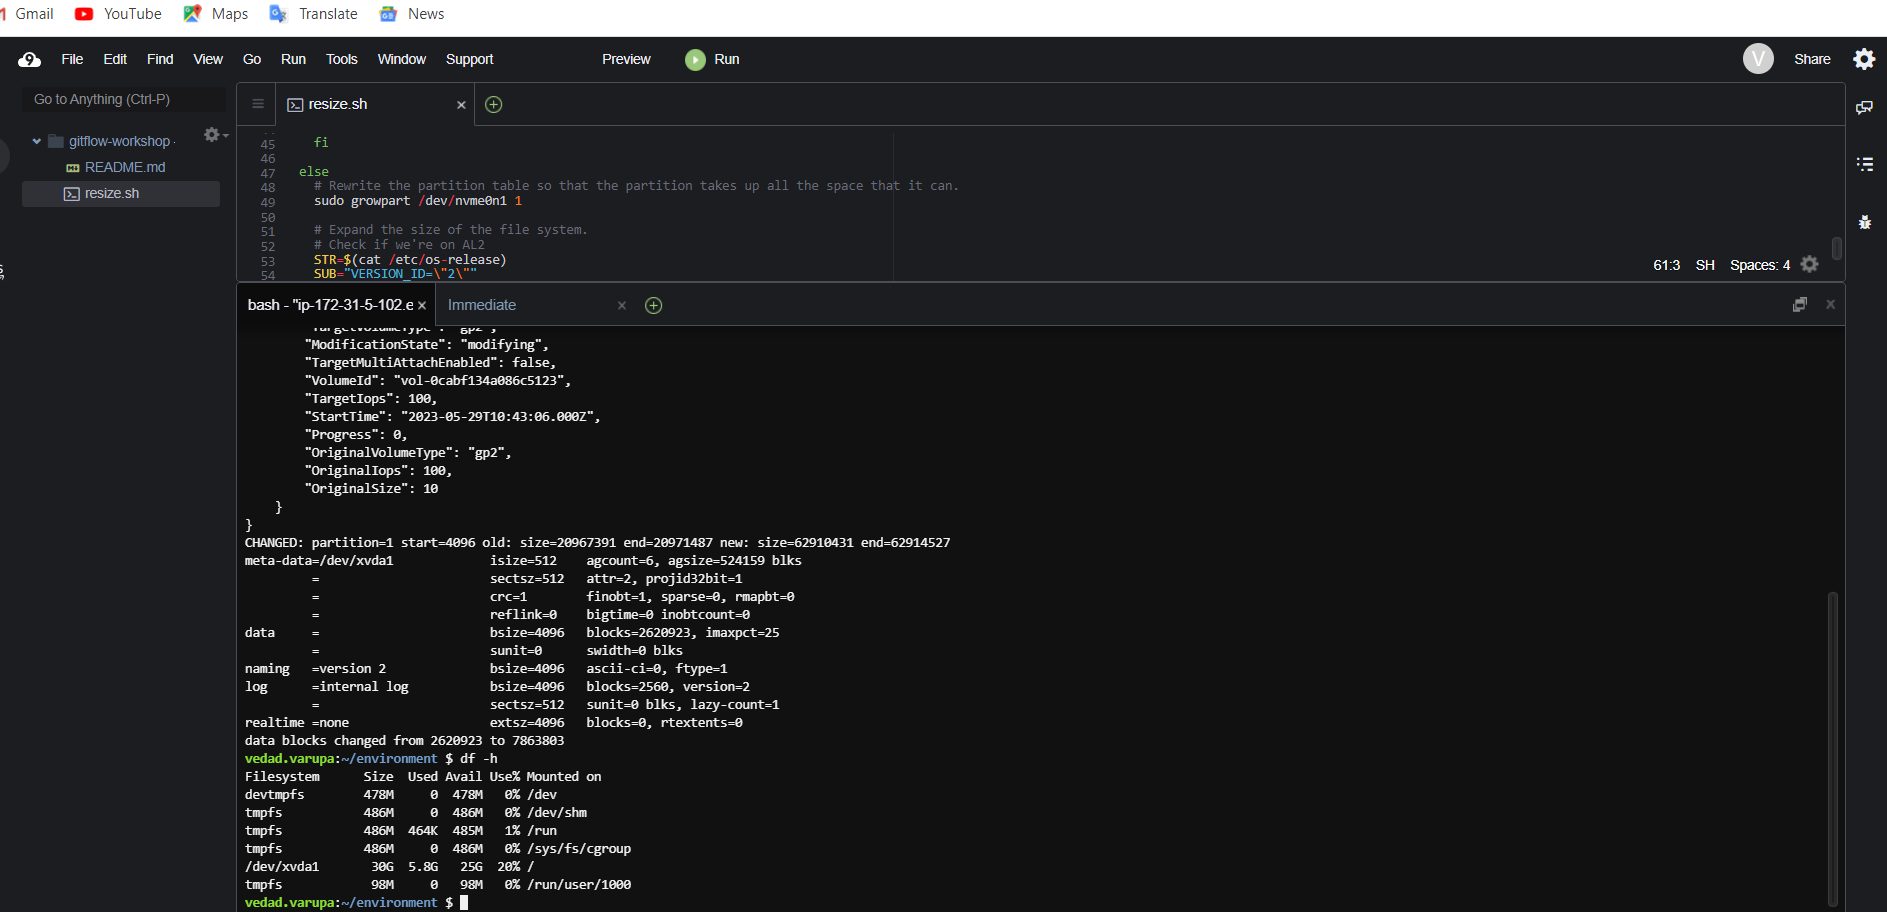 Gmail YouTube Maps Translate News
File Edit Find View Go Run Tools Window Support Preview Run V Share
Go to Anything (Ctrl-P)
resize.sh
gitflow-workshop -
README.md
resize.sh
45 fi
46
47 else
48 # Rewrite the partition table so that the partition takes up all the space that it can.
49 sudo growpart /dev/nvme0n1 1
50
51 # Expand the size of the file system.
52 # Check if we're on AL2
53 STR=$(cat /etc/os-release)
54 SUB="VERSION_ID=\"2\""
61:3 SH Spaces: 4
bash - "ip-172-31-5-102.e Immediate
"TargetVolumeType": "gp2",
"ModificationState": "modifying",
"TargetMultiAttachEnabled": false,
"VolumeId": "vol-0cabf134a086c5123",
"TargetIops": 100,
"StartTime": "2023-05-29T10:43:06.000Z",
"Progress": 0,
"OriginalVolumeType": "gp2",
"OriginalIops": 100,
"OriginalSize": 10
}
}
CHANGED: partition=1 start=4096 old: size=20967391 end=20971487 new: size=62910431 end=62914527
meta-data=/dev/xvda1 isize=512 agcount=6, agsize=524159 blks
= sectsz=512 attr=2, projid32bit=1
= crc=1 finobt=1, sparse=0, rmapbt=0
= reflink=0 bigtime=0 inobtcount=0
data = bsize=4096 blocks=2620923, imaxpct=25
= sunit=0 swidth=0 blks
naming =version 2 bsize=4096 ascii-ci=0, ftype=1
log =internal log bsize=4096 blocks=2560, version=2
= sectsz=512 sunit=0 blks, lazy-count=1
realtime =none extsz=4096 blocks=0, rtextents=0
data blocks changed from 2620923 to 7863803
vedad.varupa:~/environment $ df -h
Filesystem Size Used Avail Use% Mounted on
devtmpfs 478M 0 478M 0% /dev
tmpfs 486M 0 486M 0% /dev/shm
tmpfs 486M 464K 485M 1% /run
tmpfs 486M 0 486M 0% /sys/fs/cgroup
/dev/xvda1 30G 5.8G 25G 20% /
tmpfs 98M 0 98M 0% /run/user/1000
vedad.varupa:~/environment $